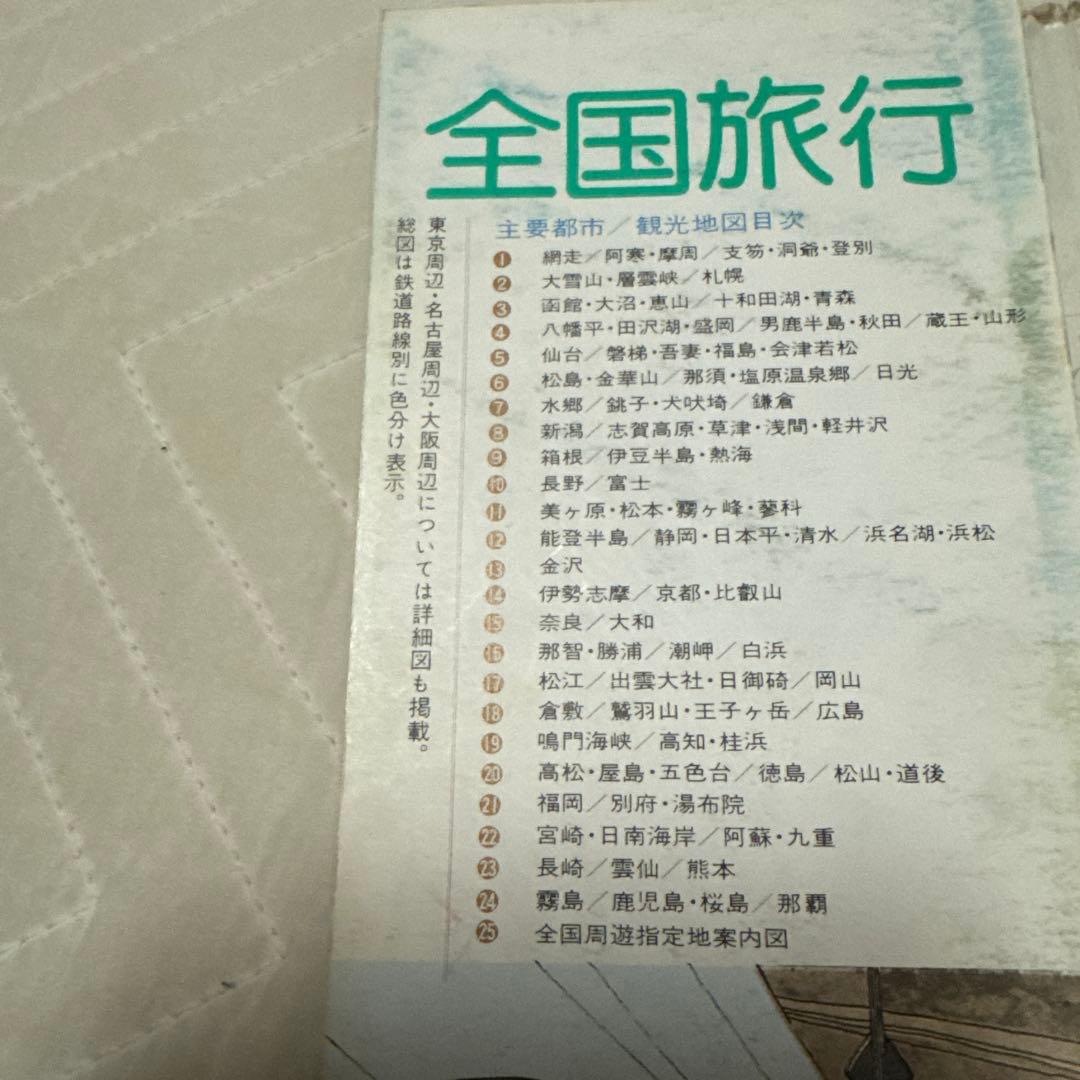 全国旅行
主要都市／観光地図目次
東京周辺・名古屋周辺・大阪周辺については詳細図も掲載。
総図は鉄道路線別に色分け表示。
1 網走／阿寒・摩周／支笏・洞爺・登別
2 大雪山・層雲峡／札幌
3 函館・大沼・恵山／十和田湖・青森
4 八幡平・田沢湖・盛岡／男鹿半島・秋田／蔵王・山形
5 仙台／磐梯・吾妻・福島・会津若松
6 松島・金華山／那須・塩原温泉郷／日光
7 水郷／銚子・犬吠埼／鎌倉
8 新潟／志賀高原・草津・浅間・軽井沢
9 箱根／伊豆半島・熱海
10 長野／富士
11 美ヶ原・松本・霧ヶ峰・蓼科
12 能登半島／静岡・日本平・清水／浜名湖・浜松
13 金沢
14 伊勢志摩／京都・比叡山
15 奈良／大和
16 那智・勝浦／潮岬／白浜
17 松江／出雲大社・日御碕／岡山
18 倉敷／鷲羽山・王子ヶ岳／広島
19 鳴門海峡／高知・桂浜
20 高松・屋島・五色台／徳島／松山・道後
21 福岡／別府・湯布院
22 宮崎・日南海岸／阿蘇・九重
23 長崎／雲仙／熊本
24 霧島／鹿児島・桜島／那覇
25 全国周遊指定地案内図